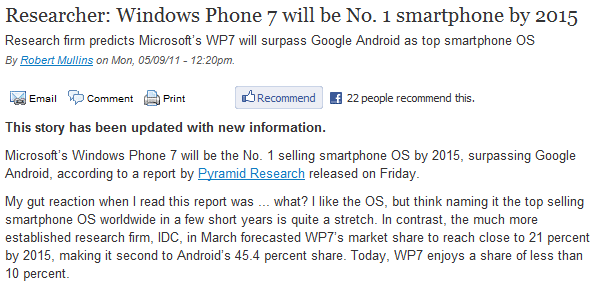 Researcher: Windows Phone 7 will be No. 1 smartphone by 2015
Research firm predicts Microsoft's WP7 will surpass Google Android as top smartphone OS
By Robert Mullins on Mon, 05/09/11 - 12:20pm.
Email Comment Print Recommend 22 people recommend this.
This story has been updated with new information.
Microsoft's Windows Phone 7 will be the No. 1 selling smartphone OS by 2015, surpassing Google
Android, according to a report by Pyramid Research released on Friday.
My gut reaction when I read this report was ... what? I like the OS, but think naming it the top selling
smartphone OS worldwide in a few short years is quite a stretch. In contrast, the much more
established research firm, IDC, in March forecasted WP7's market share to reach close to 21 percent
by 2015, making it second to Android's 45.4 percent share. Today, WP7 enjoys a share of less than
10 percent.